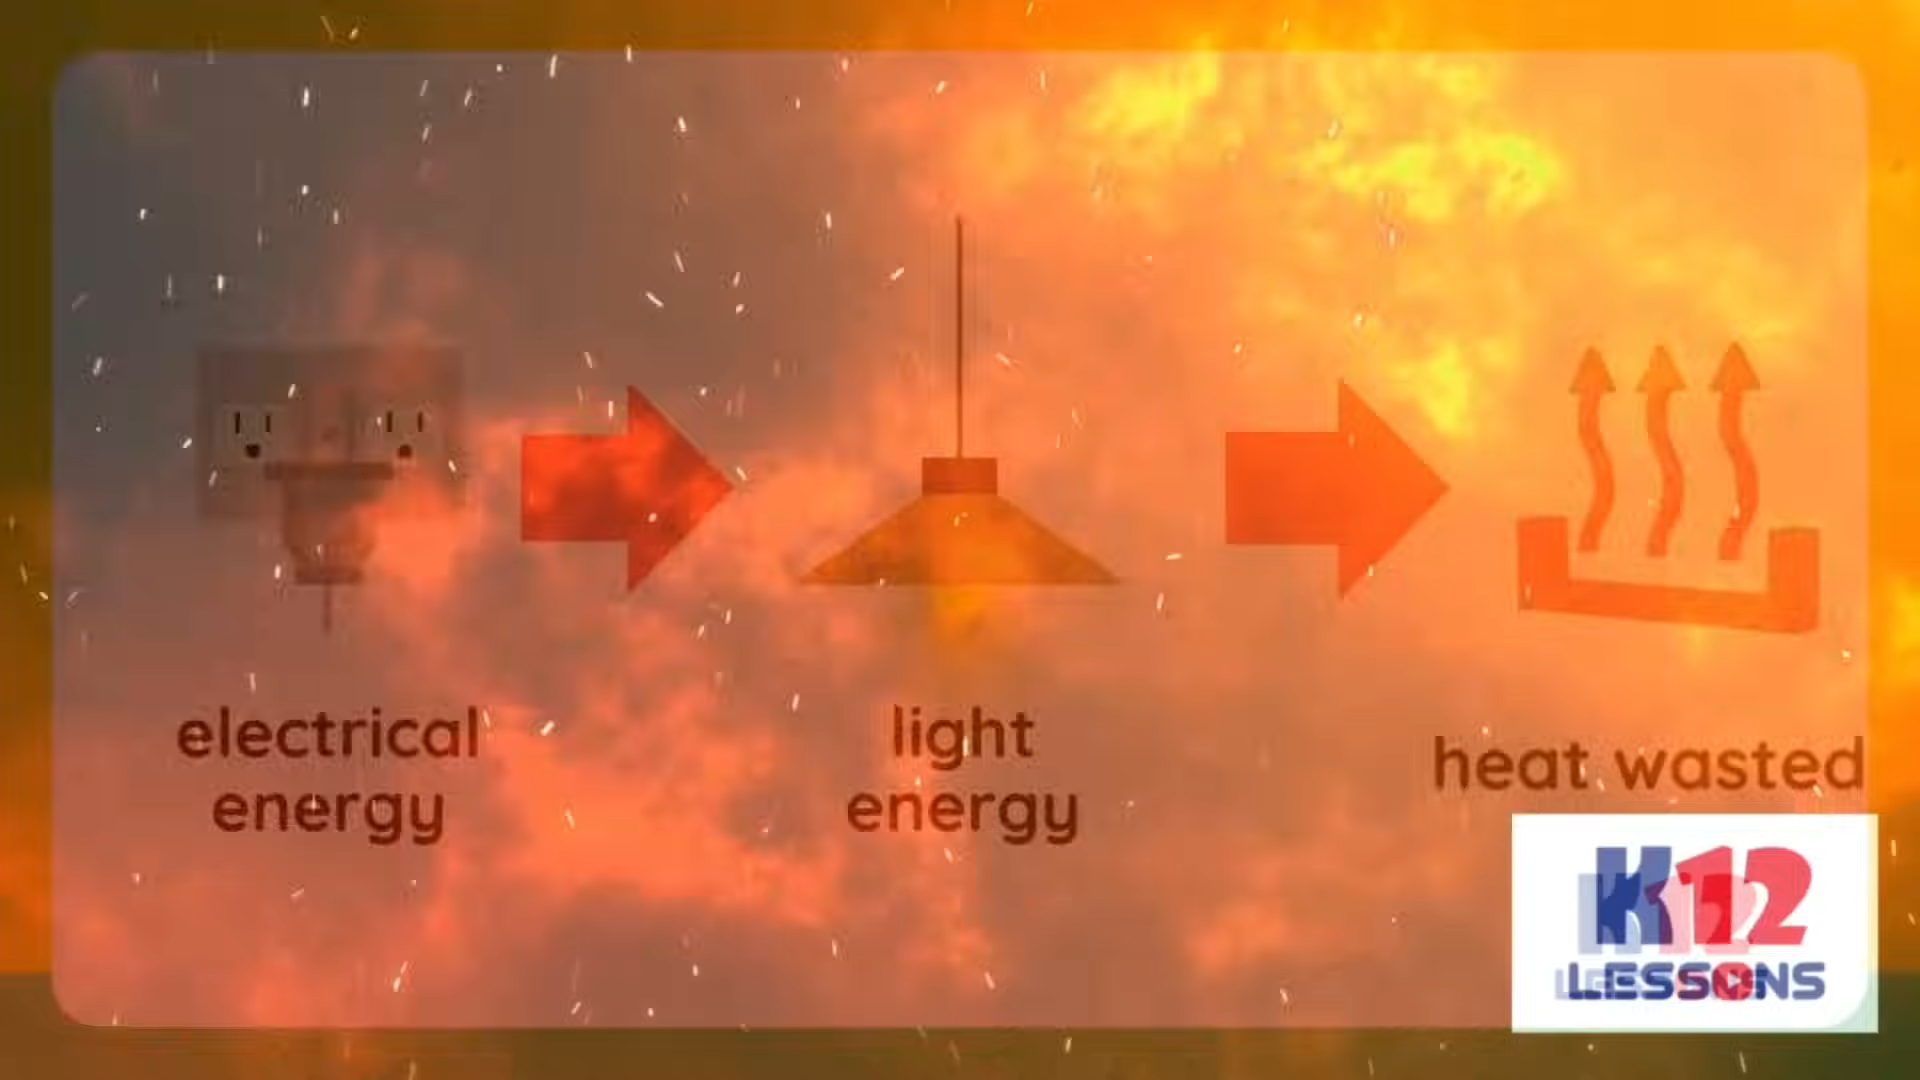 electrical
energy
light
energy
heat wasted
K12
LESSONS